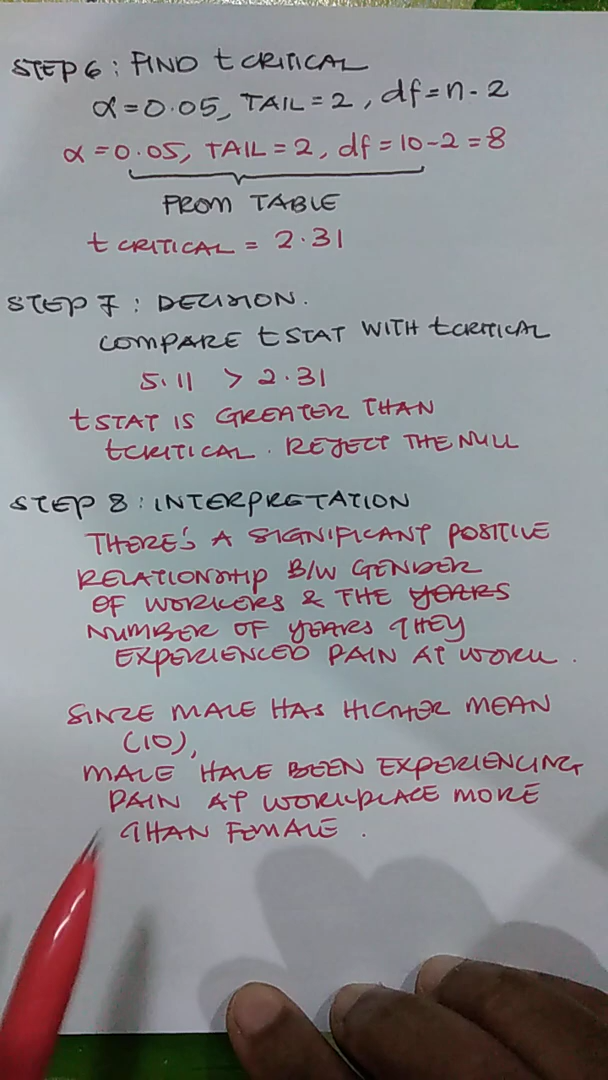 STEP 6 : FIND t CRITICAL
α = 0.05, TAIL = 2, df = n - 2
α = 0.05, TAIL = 2, df = 10 - 2 = 8
FROM TABLE
t CRITICAL = 2.31
STEP 7 : DECISION.
COMPARE t STAT WITH t CRITICAL
5.11 > 2.31
t STAT IS GREATER THAN
t CRITICAL. REJECT THE NULL
STEP 8 : INTERPRETATION
THERE'S A SIGNIFICANT POSITIVE
RELATIONSHIP B/W GENDER
OF WORKERS & THE YEARS
NUMBER OF YEARS THEY
EXPERIENCED PAIN AT WORK.
SINCE MALE HAS HIGHER MEAN
(10),
MALE HAVE BEEN EXPERIENCING
PAIN AT WORKPLACE MORE
THAN FEMALE.